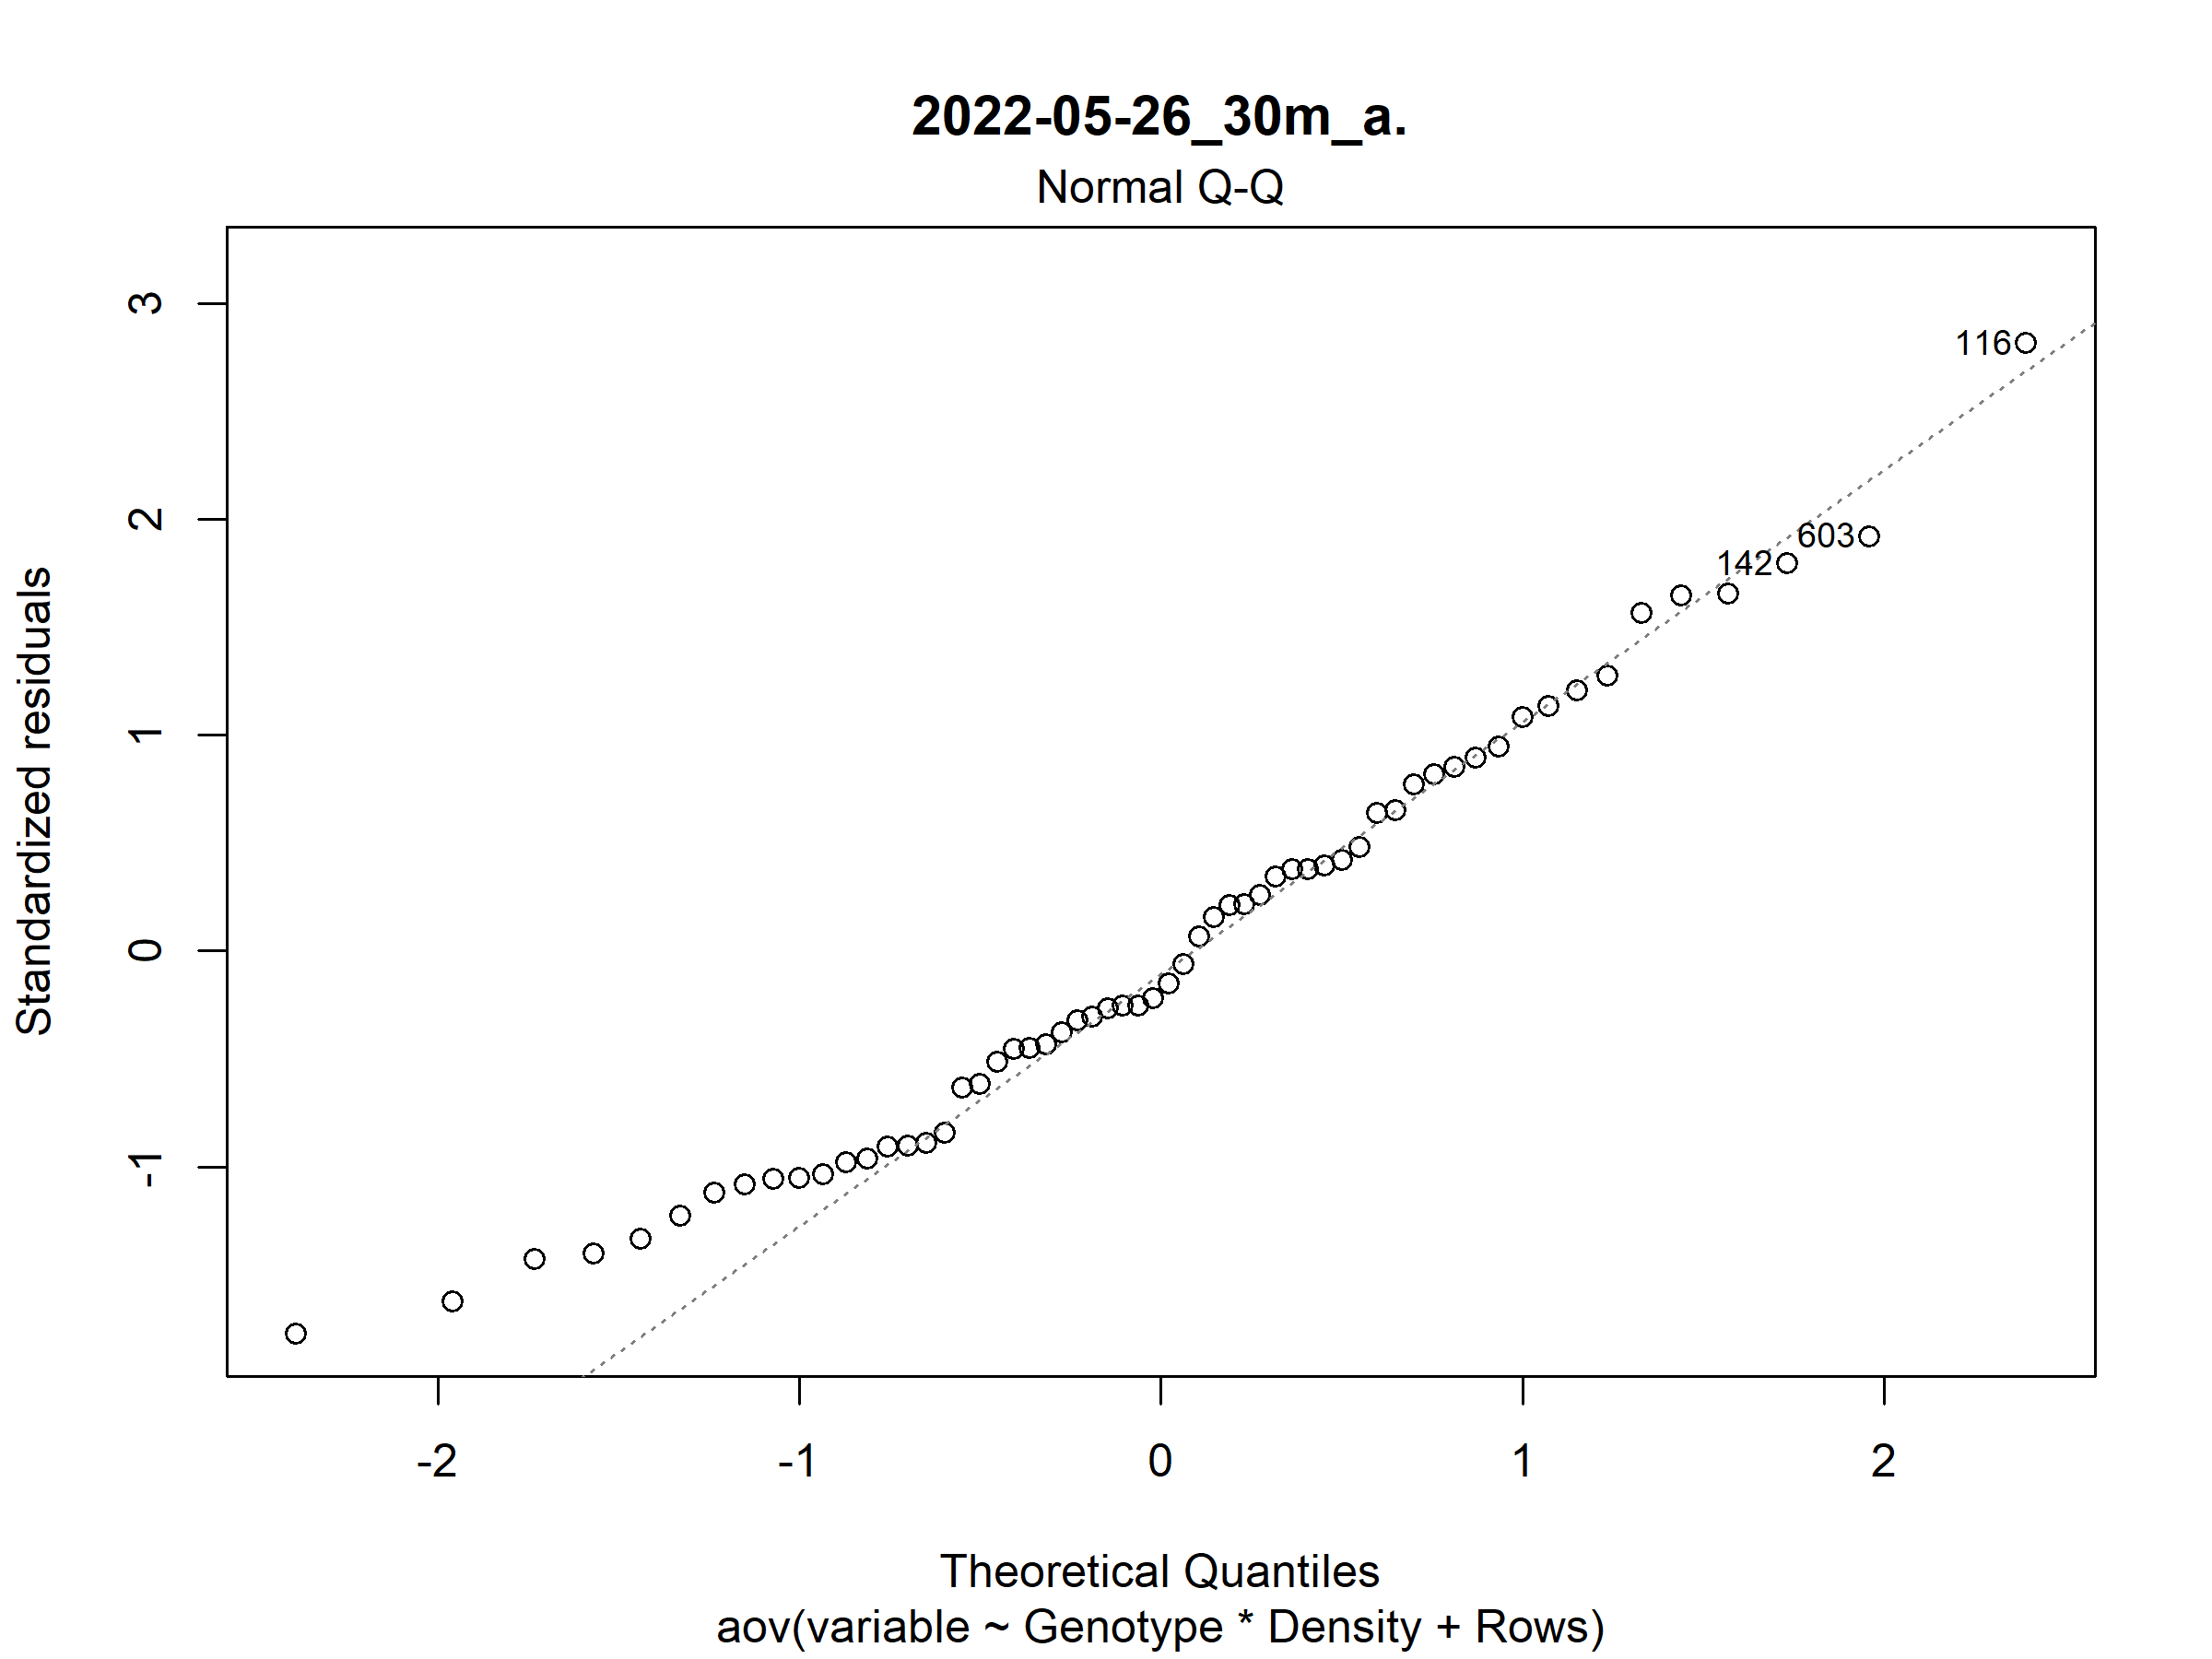 2022-05-26_30m_a.
Normal Q-Q
3
2
1
0
-1
Standardized residuals
116
603
142
-2 -1 0 1 2
Theoretical Quantiles
aov(variable ~ Genotype * Density + Rows)